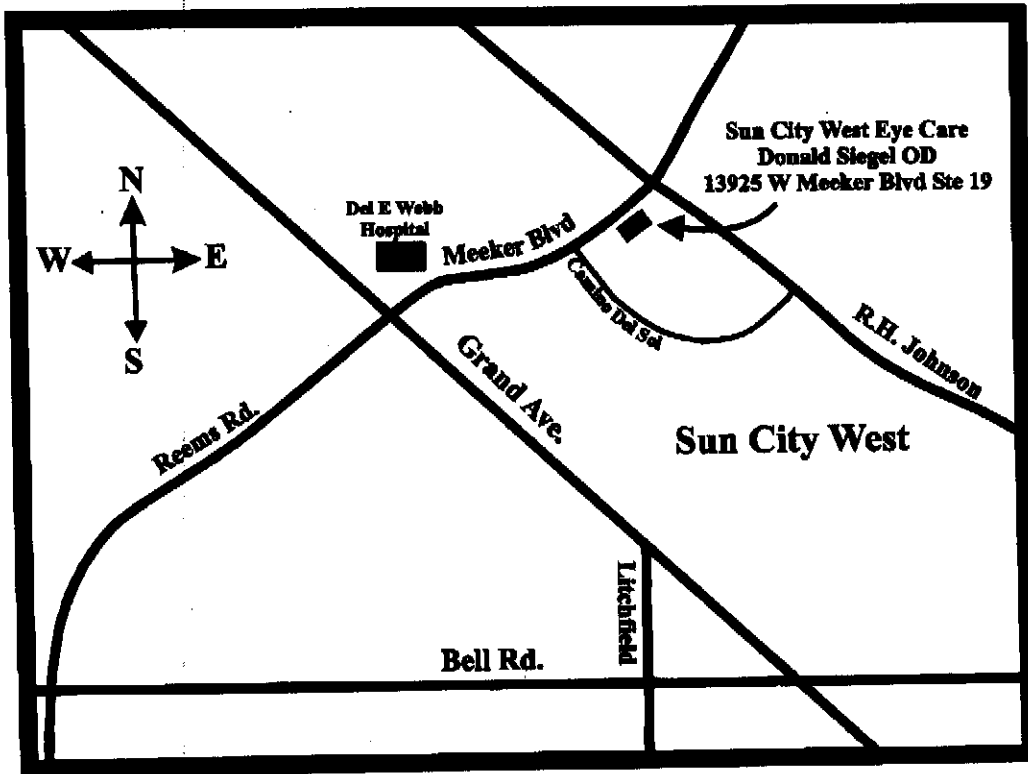 Sun City West Eye Care
Donald Siegel OD
13925 W Meeker Blvd Ste 19
N
W
E
S
Del E Webb
Hospital
Meeker Blvd
Camino Del Sol
R.H. Johnson
Grand Ave.
Reems Rd.
Sun City West
Litchfield
Bell Rd.